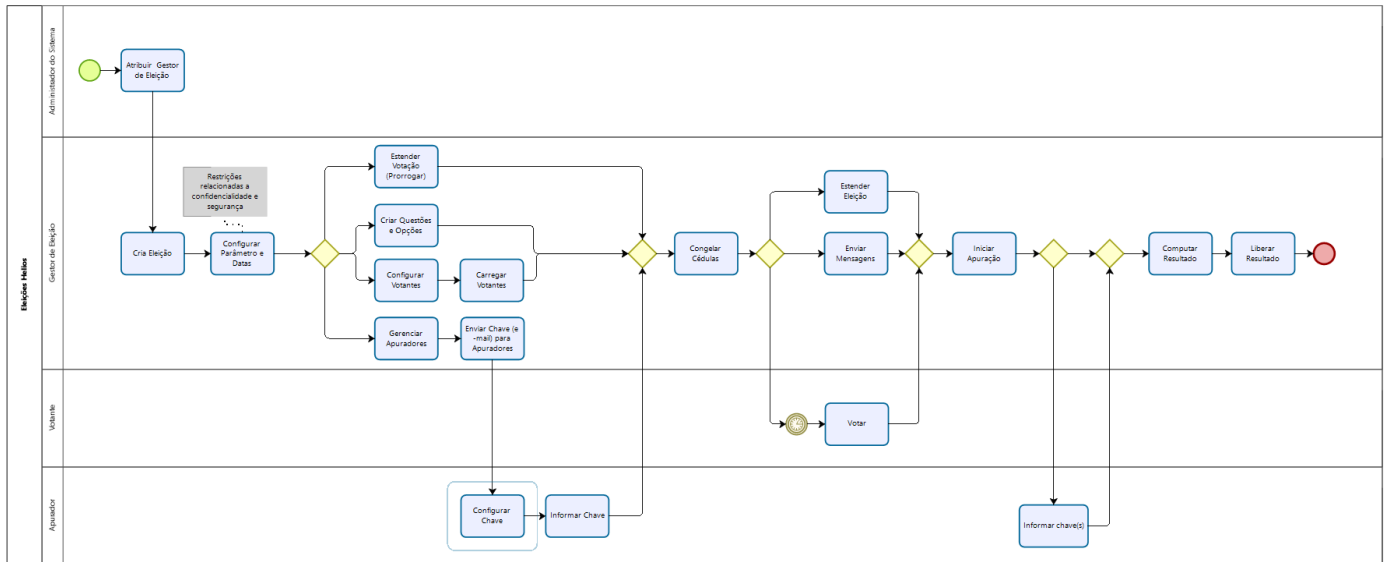 Eleições Helios
Administrador do Sistema
Atribuir Gestor
de Eleição
Gestor de Eleição
Cria Eleição
Restrições
relacionadas a
confidencialidade e
segurança
Configurar
Parâmetro e
Datas
Estender
Votação
(Prorrogar)
Criar Questões
e Opções
Configurar
Votantes
Carregar
Votantes
Gerenciar
Apuradores
Enviar Chave (e
-mail) para
Apuradores
Congelar
Cédulas
Estender
Eleição
Enviar
Mensagens
Iniciar
Apuração
Computar
Resultado
Liberar
Resultado
Votante
Votar
Apurador
Configurar
Chave
Informar Chave
Informar chave(s)